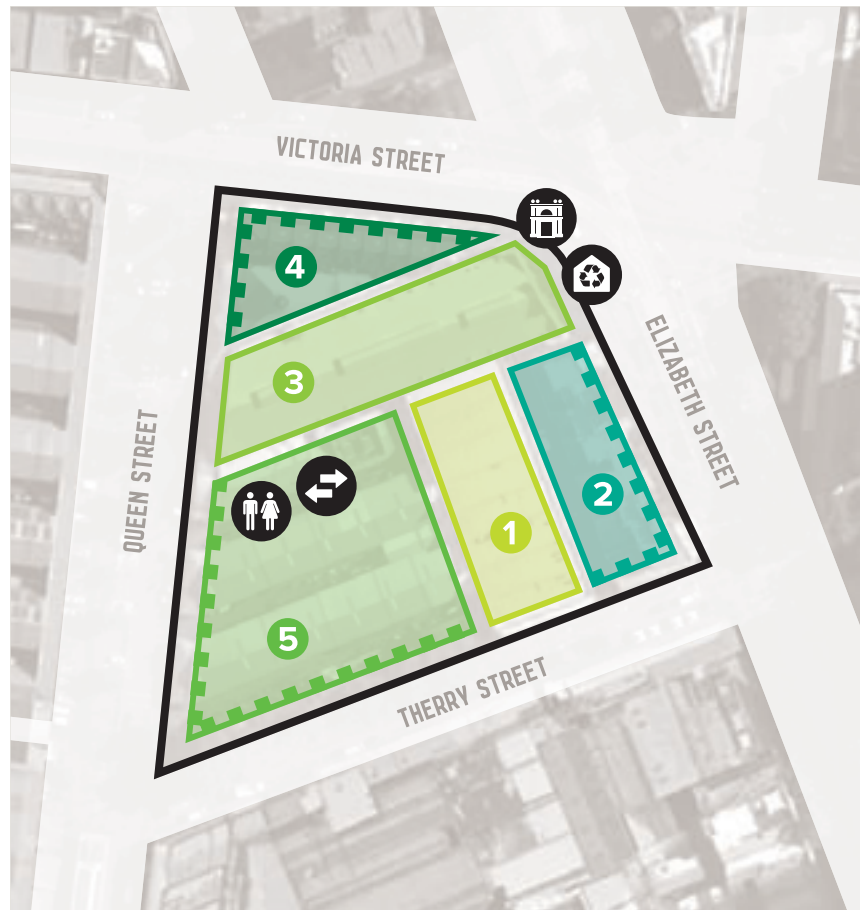 VICTORIA STREET
4
3
ELIZABETH STREET
QUEEN STREET
2
1
5
THERRY STREET